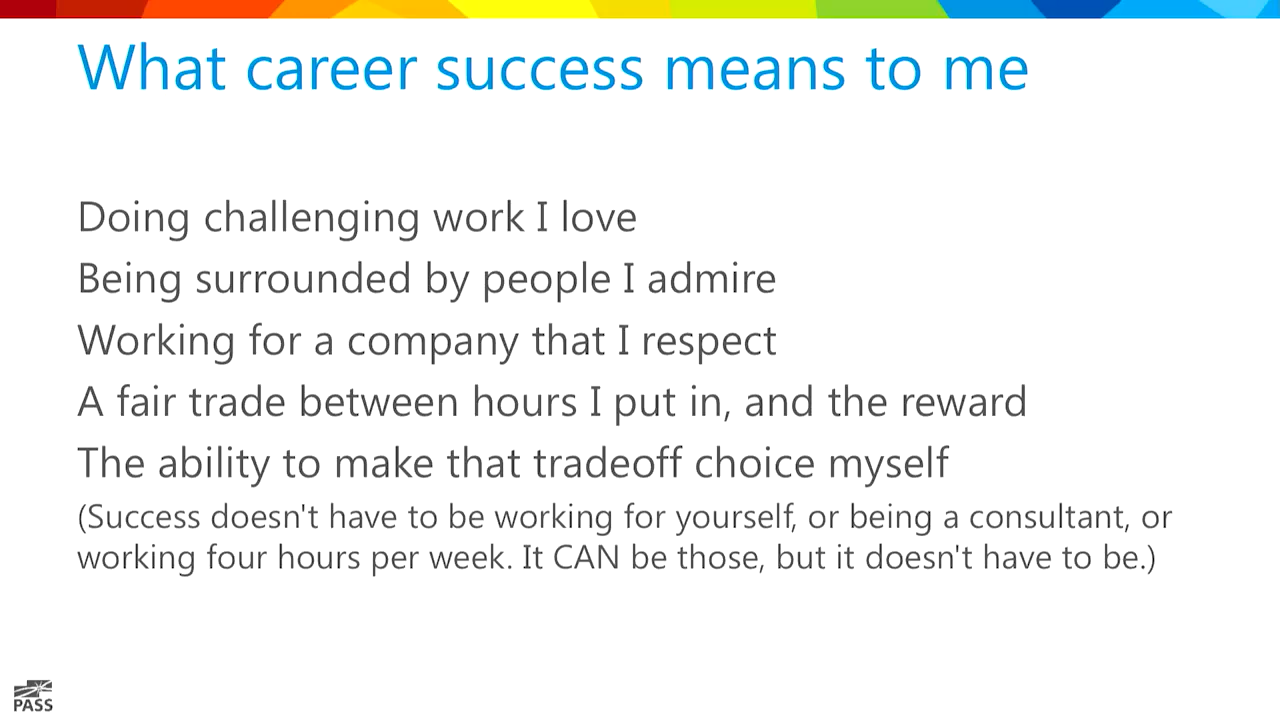 What career success means to me
Doing challenging work I love
Being surrounded by people I admire
Working for a company that I respect
A fair trade between hours I put in, and the reward
The ability to make that tradeoff choice myself
(Success doesn't have to be working for yourself, or being a consultant, or
working four hours per week. It CAN be those, but it doesn't have to be.)
PASS